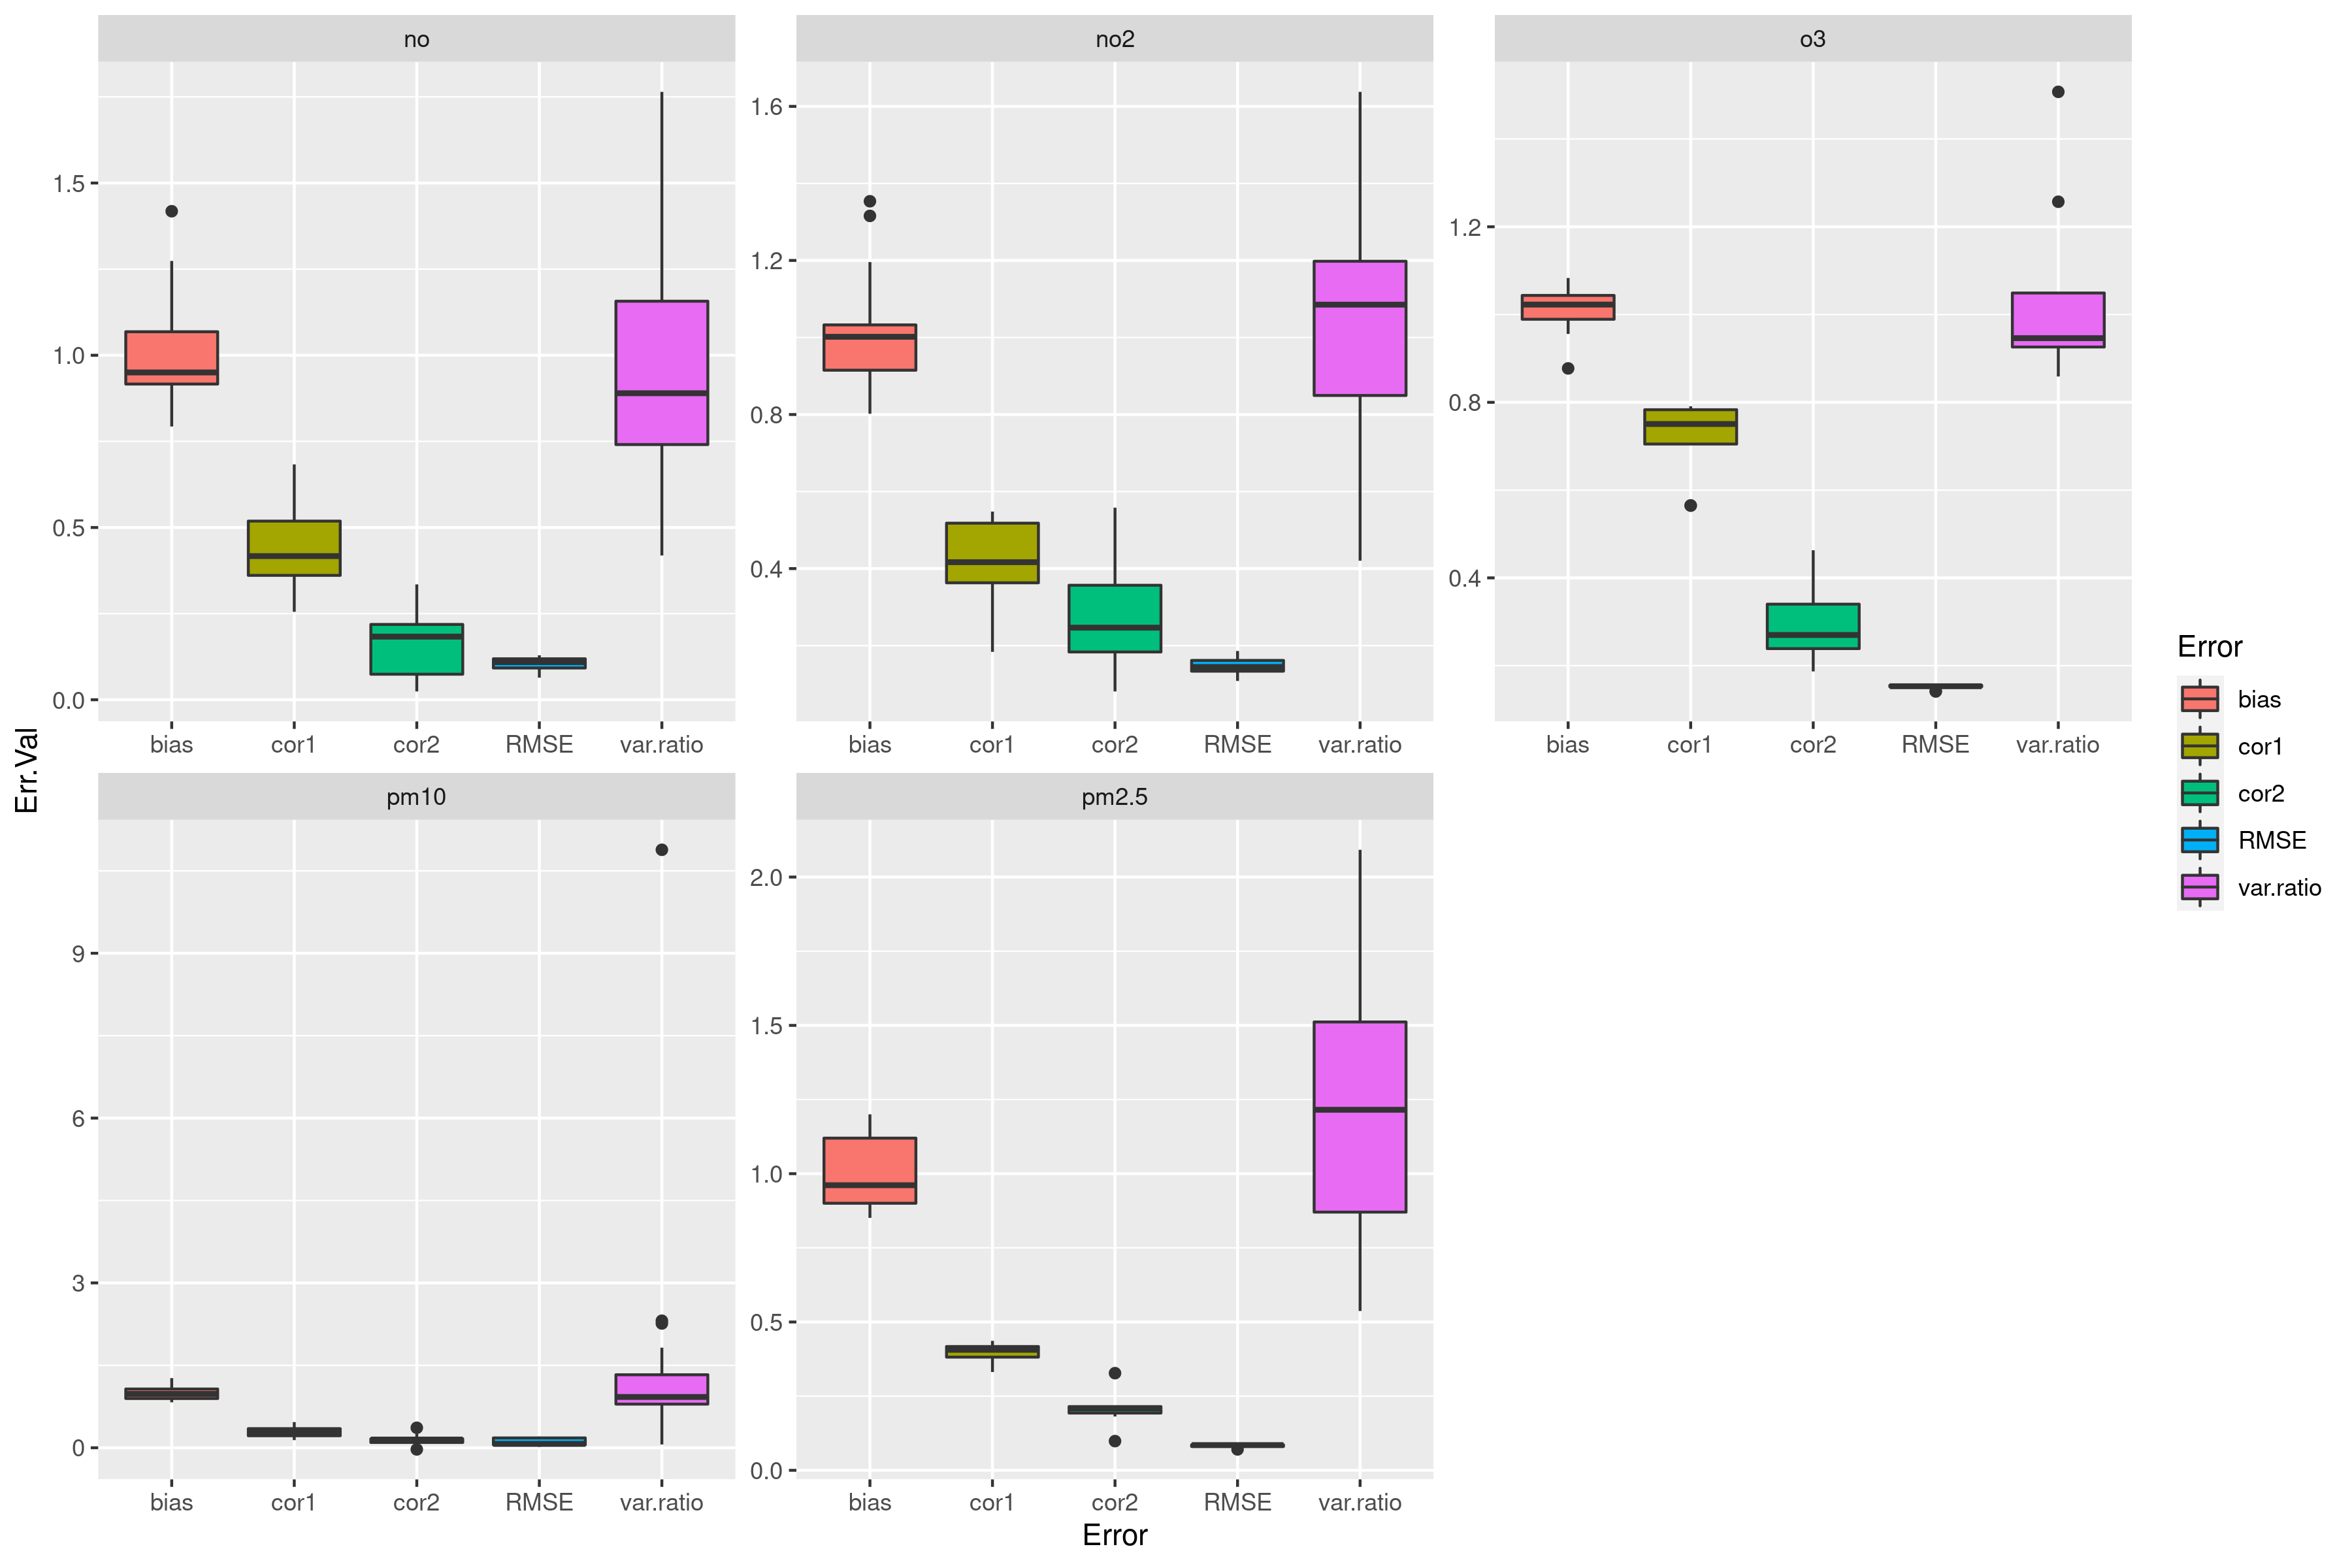 no
no2
o3
1.5
1.0
0.5
0.0
1.6
1.2
0.8
0.4
1.2
0.8
0.4
bias cor1 cor2 RMSE var.ratio
bias cor1 cor2 RMSE var.ratio
bias cor1 cor2 RMSE var.ratio
Err.Val
pm10
pm2.5
9
6
3
0
2.0
1.5
1.0
0.5
0.0
bias cor1 cor2 RMSE var.ratio
bias cor1 cor2 RMSE var.ratio
Error
Error
bias
cor1
cor2
RMSE
var.ratio